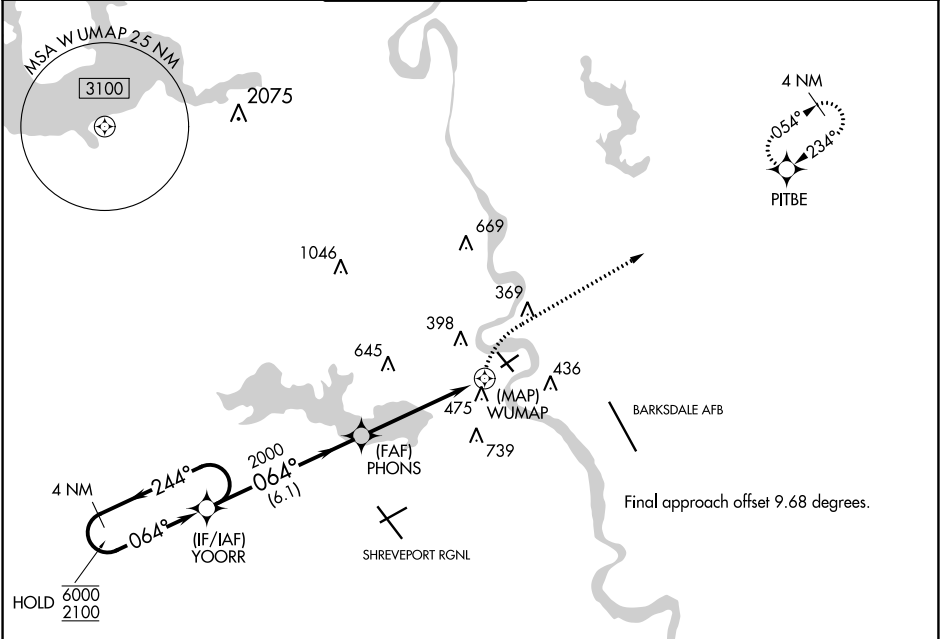 MSA WUMAP 25 NM
3100
2075
4 NM
054°
234°
PITBE
669
1046
369
398
645
436
(MAP)
WUMAP
475
BARKSDALE AFB
739
(FAF)
PHONS
2000
064°
(6.1)
244°
4 NM
064°
(IF/IAF)
YOORR
Final approach offset 9.68 degrees.
SHREVEPORT RGNL
HOLD
6000
2100